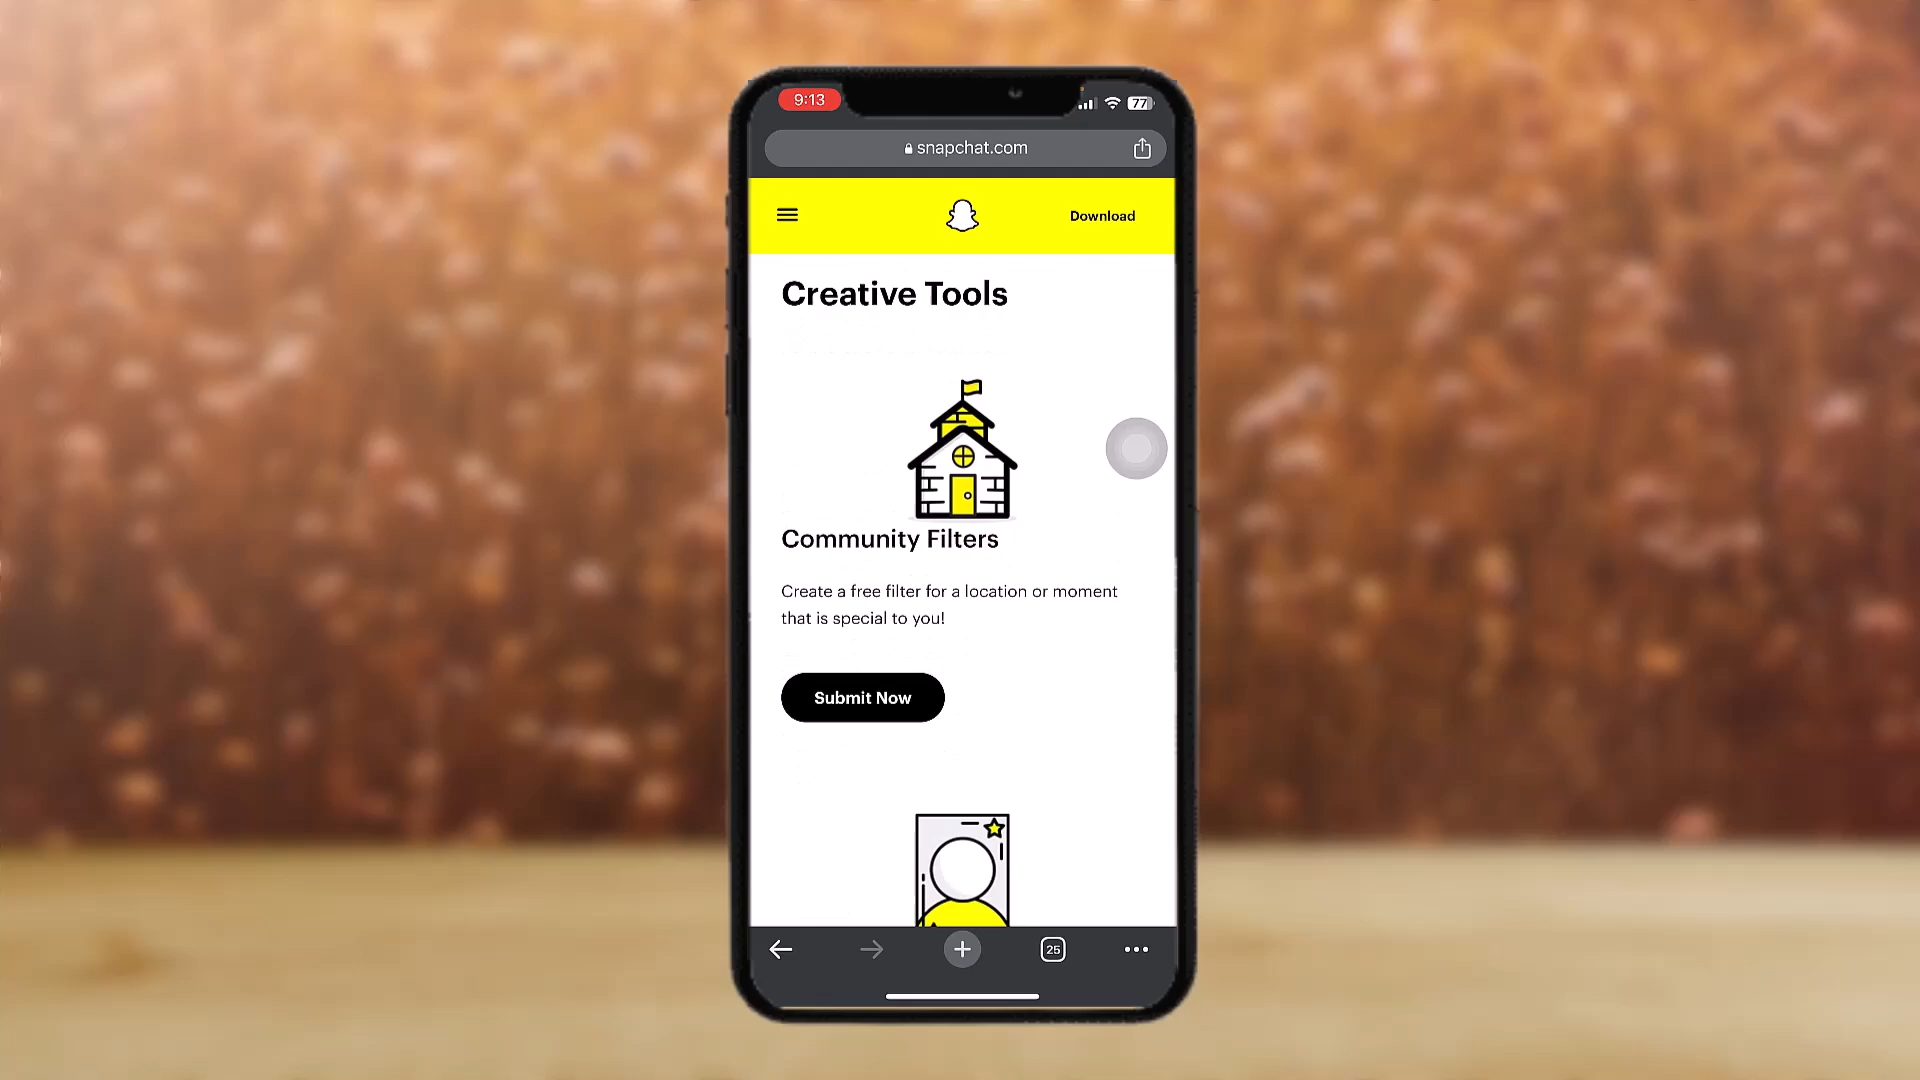 9:13
77
snapchat.com
Download
Creative Tools
Community Filters
Create a free filter for a location or moment
that is special to you!
Submit Now
25